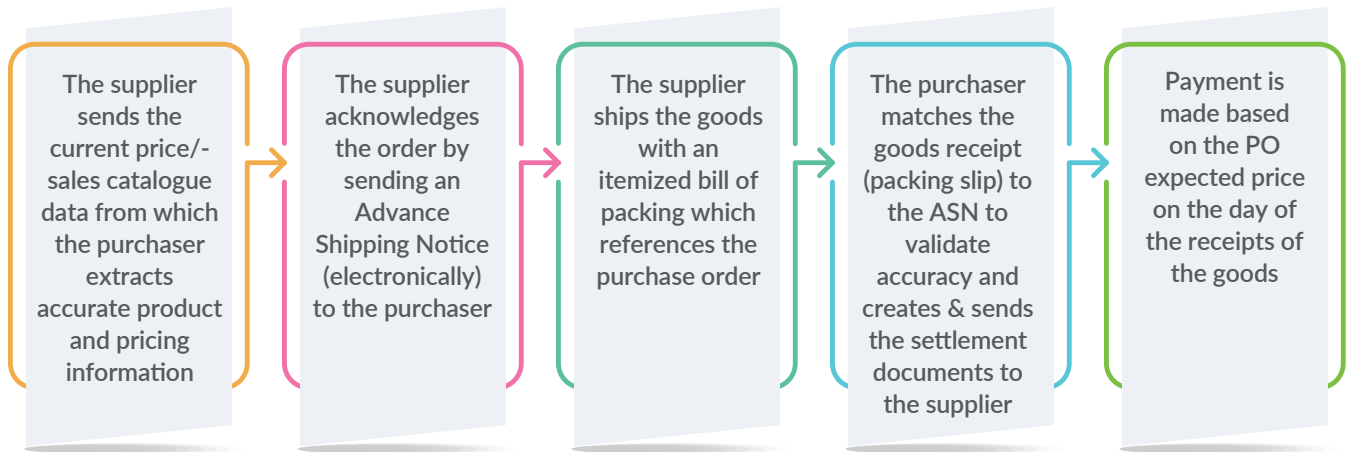 The supplier
sends the
current price/-
sales catalogue
data from which
the purchaser
extracts
accurate product
and pricing
information
The supplier
acknowledges
the order by
sending an
Advance
Shipping Notice
(electronically)
to the purchaser
The supplier
ships the goods
with an
itemized bill of
packing which
references the
purchase order
The purchaser
matches the
goods receipt
(packing slip) to
the ASN to
validate
accuracy and
creates & sends
the settlement
documents to
the supplier
Payment is
made based
on the PO
expected price
on the day of
the receipts of
the goods